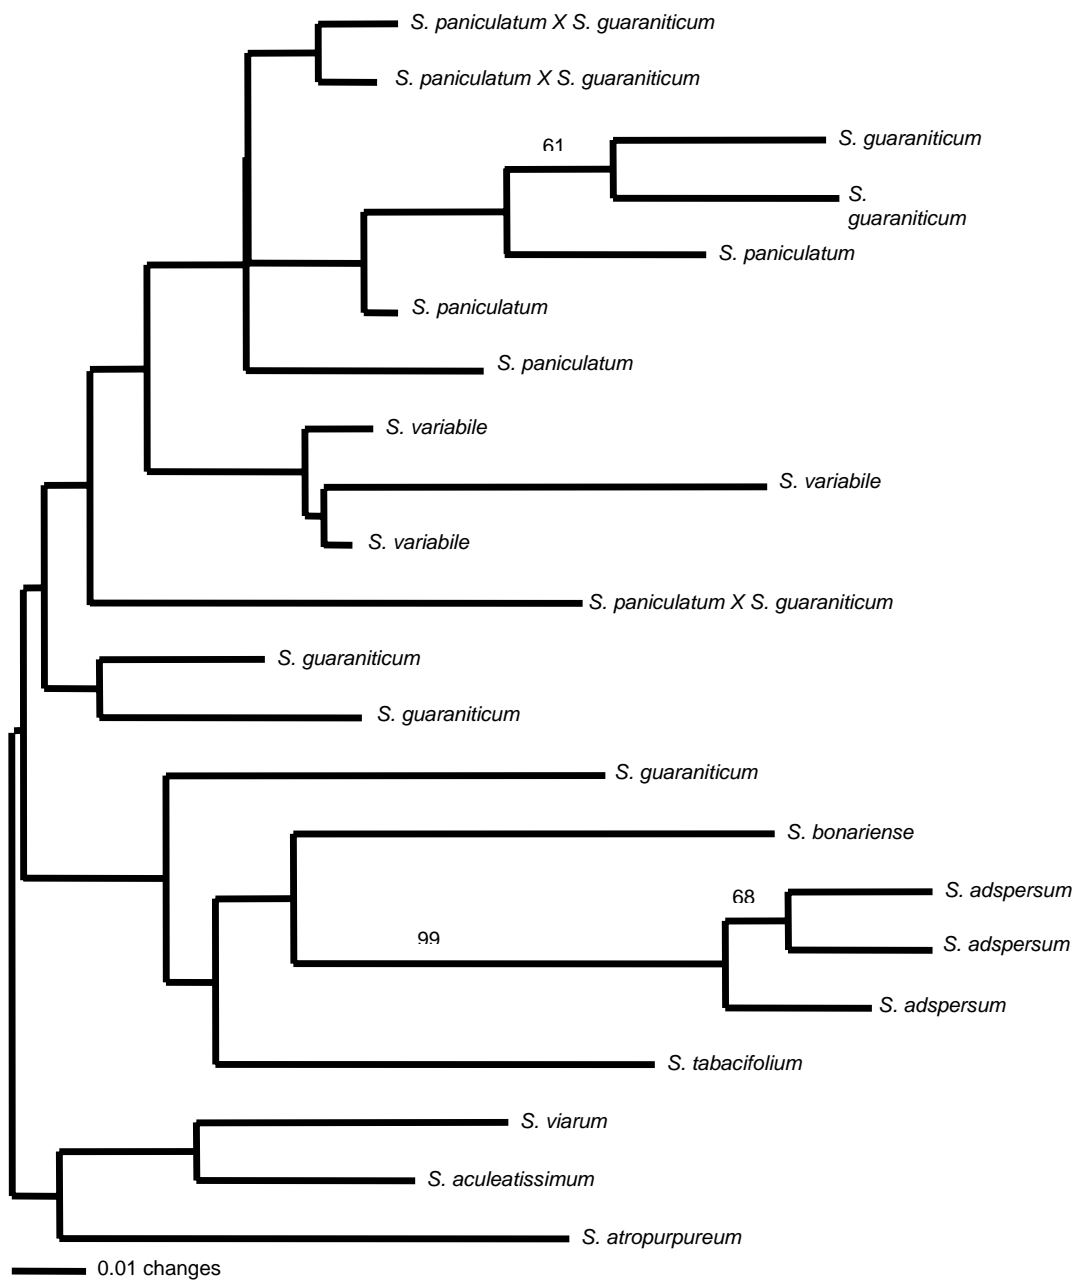 S. paniculatum X S. guaraniticum
S. paniculatum X S. guaraniticum
61
S. guaraniticum
S.
guaraniticum
S. paniculatum
S. paniculatum
S. paniculatum
S. variabile
S. variabile
S. variabile
S. paniculatum X S. guaraniticum
S. guaraniticum
S. guaraniticum
S. guaraniticum
S. bonariense
68
S. adspersum
99
S. adspersum
S. adspersum
S. tabacifolium
S. viarum
S. aculeatissimum
S. atropurpureum
0.01 changes